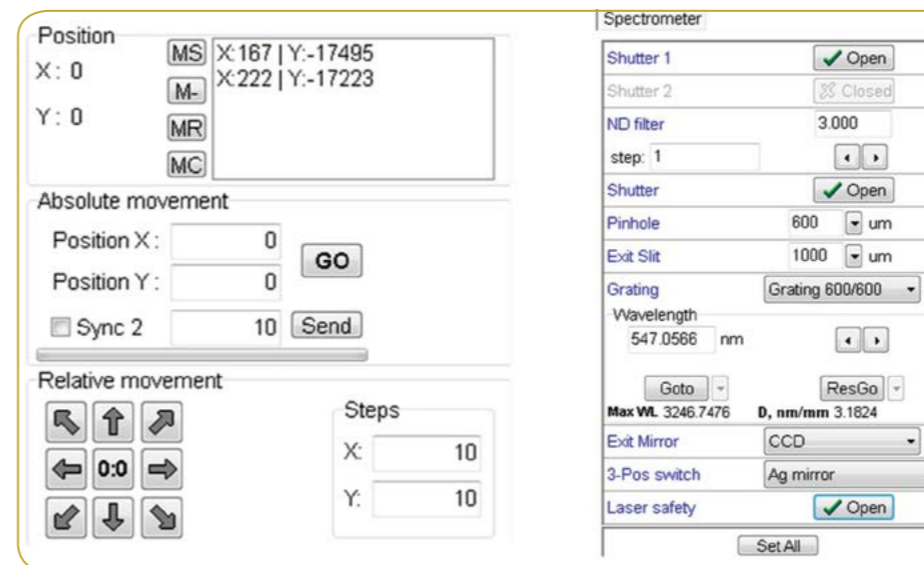 Position
X: 0
Y: 0
MS
M-
MR
MC
X:167 | Y:-17495
X:222 | Y:-17223
Absolute movement
Position X: 0
Position Y: 0
GO
Sync 2 10 Send
Relative movement
0:0
Steps
X: 10
Y: 10
Spectrometer
Shutter 1 Open
Shutter 2 Closed
ND filter 3.000
step: 1
Shutter Open
Pinhole 600 um
Exit Slit 1000 um
Grating Grating 600/600
Wavelength
547.0566 nm
Goto ResGo
Max WL 3246.7476 D, nm/mm 3.1824
Exit Mirror CCD
3-Pos switch Ag mirror
Laser safety Open
Set All